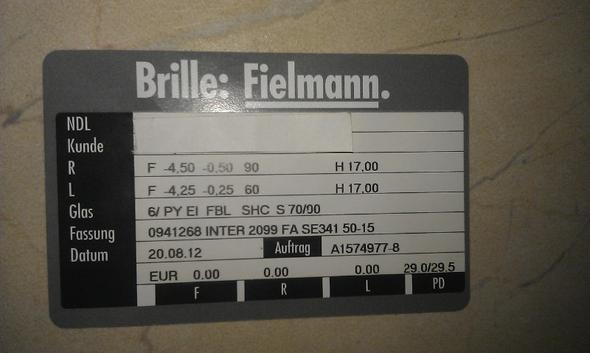 Brille: Fielmann.
NDL
Kunde
R F -4,50 -0,50 90 H 17,00
L F -4,25 -0,25 60 H 17,00
Glas 6/ PY EI FBL SHC S 70/90
Fassung 0941268 INTER 2099 FA SE341 50-15
Datum 20.08.12 Auftrag A1574977-8
EUR 0.00 0.00 0.00 29.0/29.5
F R L PD